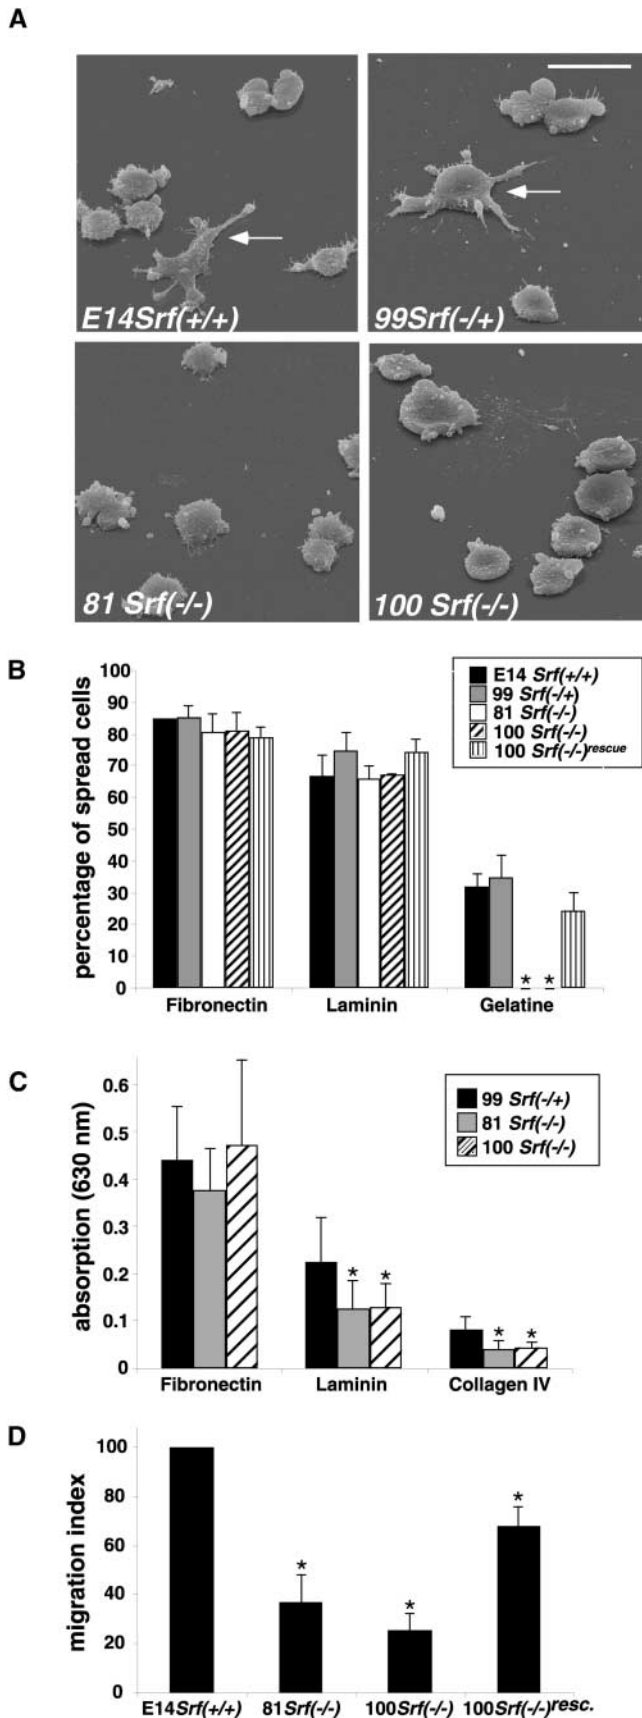 A
E14Srf(+/+)
99Srf(-/+)
81 Srf(-/-)
100 Srf(-/-)
B
percentage of spread cells
100
90
80
70
60
50
40
30
20
10
0
E14 Srf(+/+)
99 Srf(-/+)
81 Srf(-/-)
100 Srf(-/-)
100 Srf(-/-)rescue
* *
Fibronectin Laminin Gelatine
C
absorption (630 nm)
0.6
0.5
0.4
0.3
0.2
0.1
0
99 Srf(-/+)
81 Srf(-/-)
100 Srf(-/-)
* *
* *
Fibronectin Laminin Collagen IV
D
migration index
100
80
60
40
20
0
*
*
*
E14Srf(+/+) 81Srf(-/-) 100Srf(-/-) 100Srf(-/-)resc.